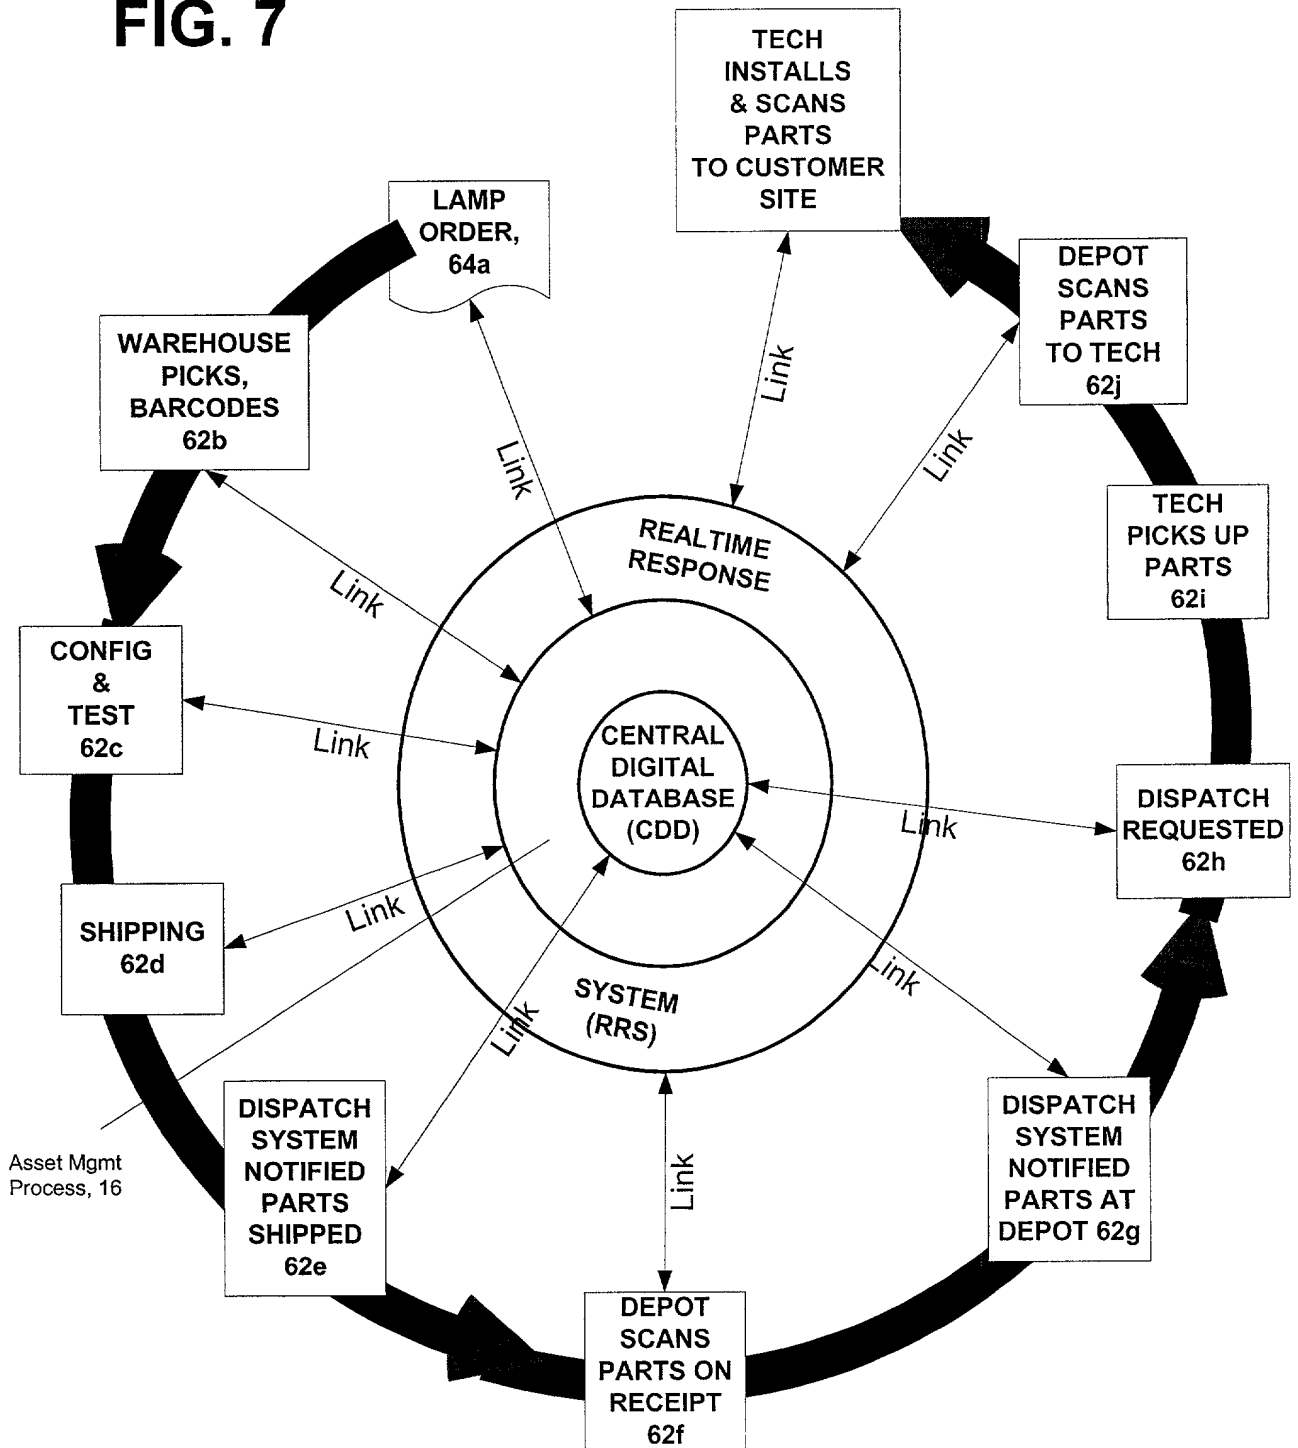 FIG. 7
TECH
INSTALLS
& SCANS
PARTS
TO CUSTOMER
SITE
LAMP
ORDER,
64a
DEPOT
SCANS
PARTS
TO TECH
62j
WAREHOUSE
PICKS,
BARCODES
62b
Link
Link
Link
TECH
PICKS UP
PARTS
62i
REALTIME
RESPONSE
Link
CONFIG
&
TEST
62c
Link
CENTRAL
DIGITAL
DATABASE
(CDD)
DISPATCH
REQUESTED
62h
Link
SHIPPING
62d
Link
Link
SYSTEM
(RRS)
Link
Asset Mgmt
Process, 16
DISPATCH
SYSTEM
NOTIFIED
PARTS
SHIPPED
62e
Link
DISPATCH
SYSTEM
NOTIFIED
PARTS AT
DEPOT 62g
DEPOT
SCANS
PARTS ON
RECEIPT
62f